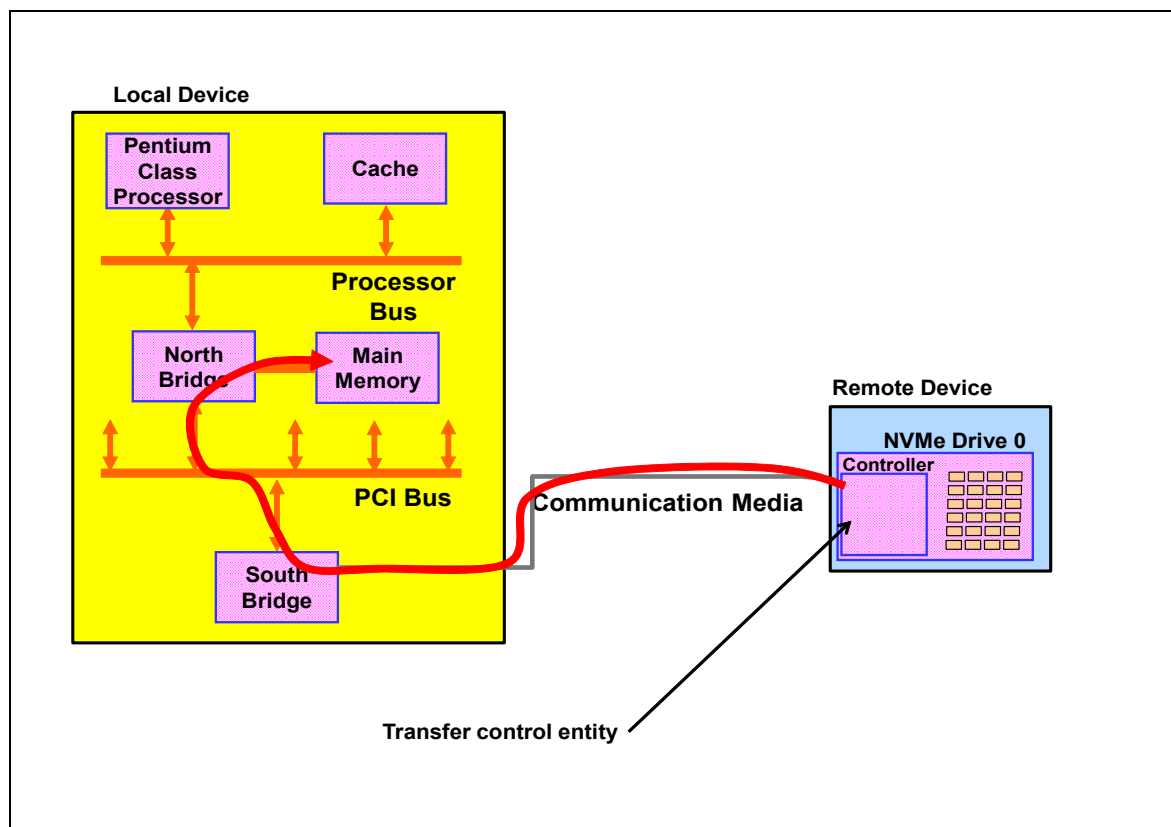 Local Device
Pentium
Class
Processor
Cache
Processor
Bus
North
Bridge
Main
Memory
PCI Bus
South
Bridge
Communication Media
Remote Device
NVMe Drive 0
Controller
Transfer control entity